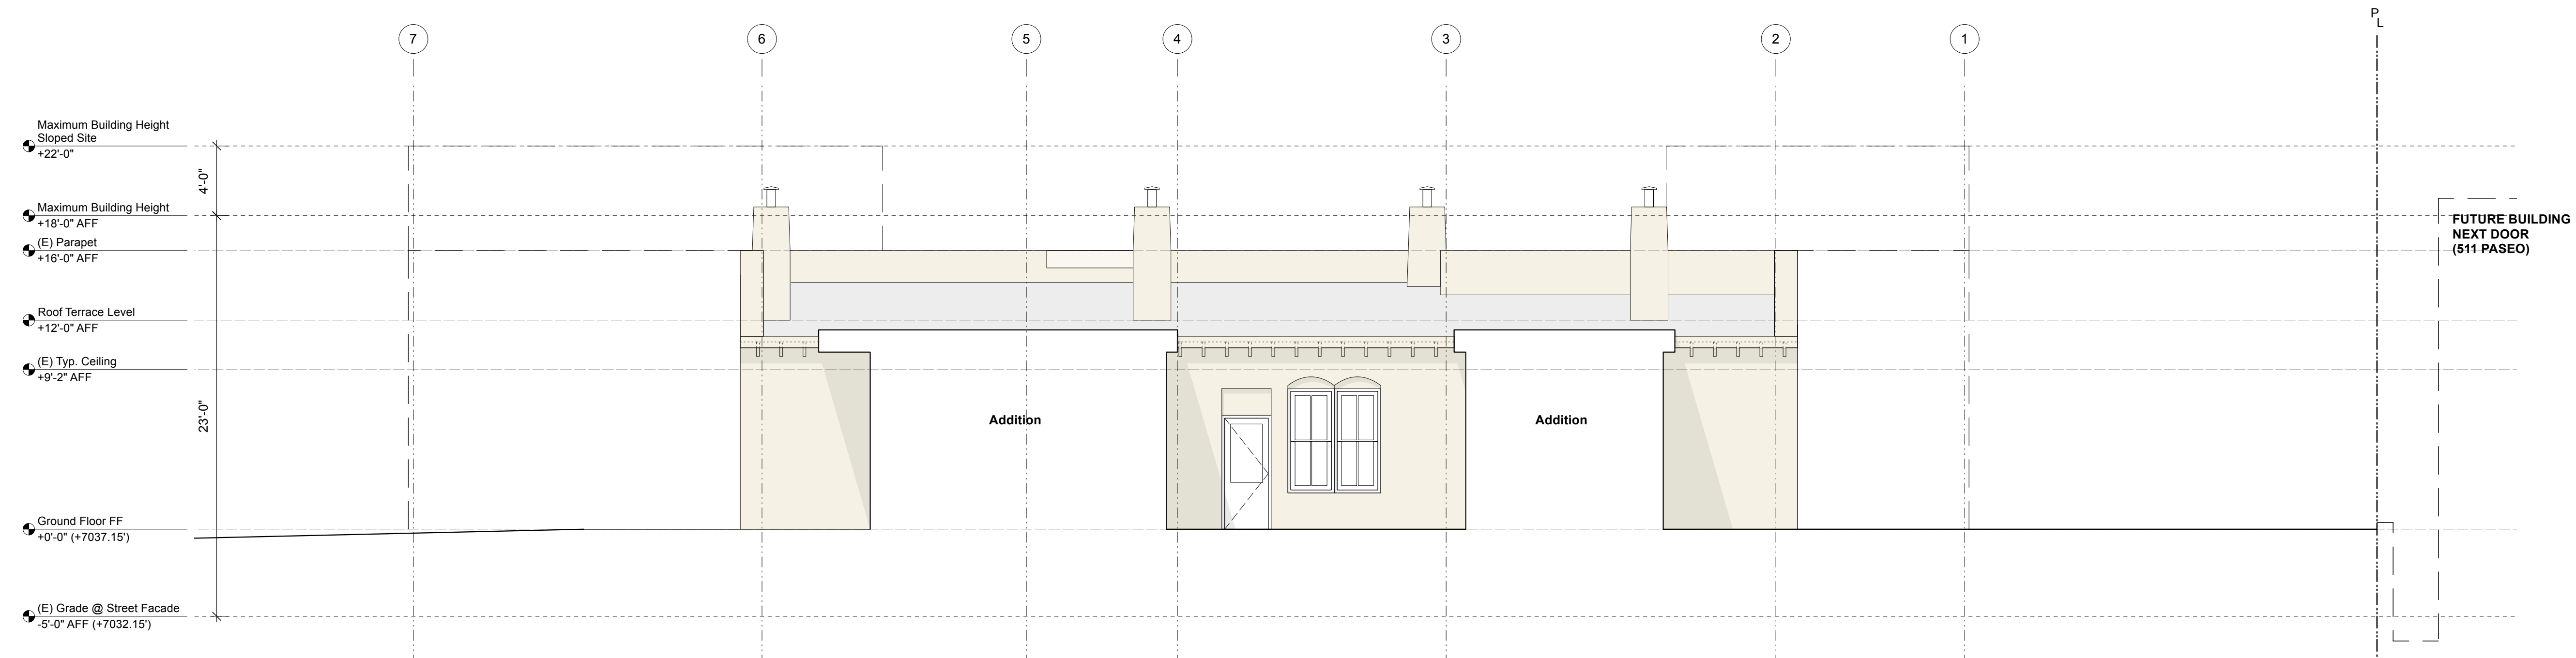 7
6
5
4
3
2
1
P
L
Maximum Building Height
Sloped Site
+22'-0"
4'-0"
Maximum Building Height
+18'-0" AFF
(E) Parapet
+16'-0" AFF
FUTURE BUILDING
NEXT DOOR
(511 PASEO)
Roof Terrace Level
+12'-0" AFF
(E) Typ. Ceiling
+9'-2" AFF
23'-0"
Addition
Addition
Ground Floor FF
+0'-0" (+7037.15')
(E) Grade @ Street Facade
-5'-0" AFF (+7032.15')